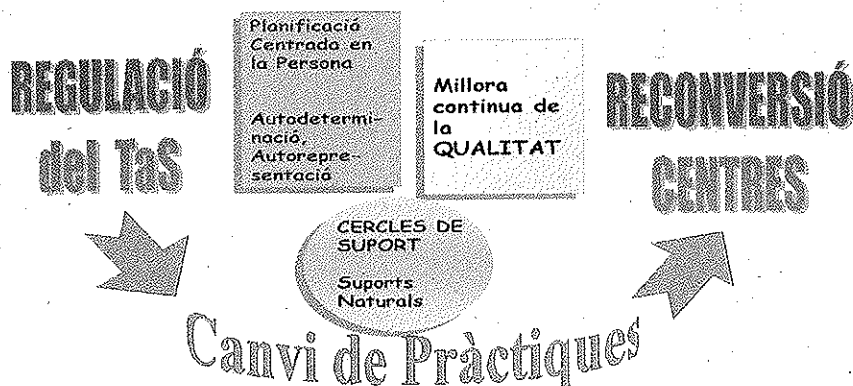 REGULACIÓ
del TaS
Planificació
Centrada en
la Persona
Autodetermi-
nació,
Autorepre-
sentació
Millora
contínua de
la
QUALITAT
RECONVERSIÓ
CENTRES
CERCLES DE
SUPORT
Suports
Naturals
Canvi de Pràctiques